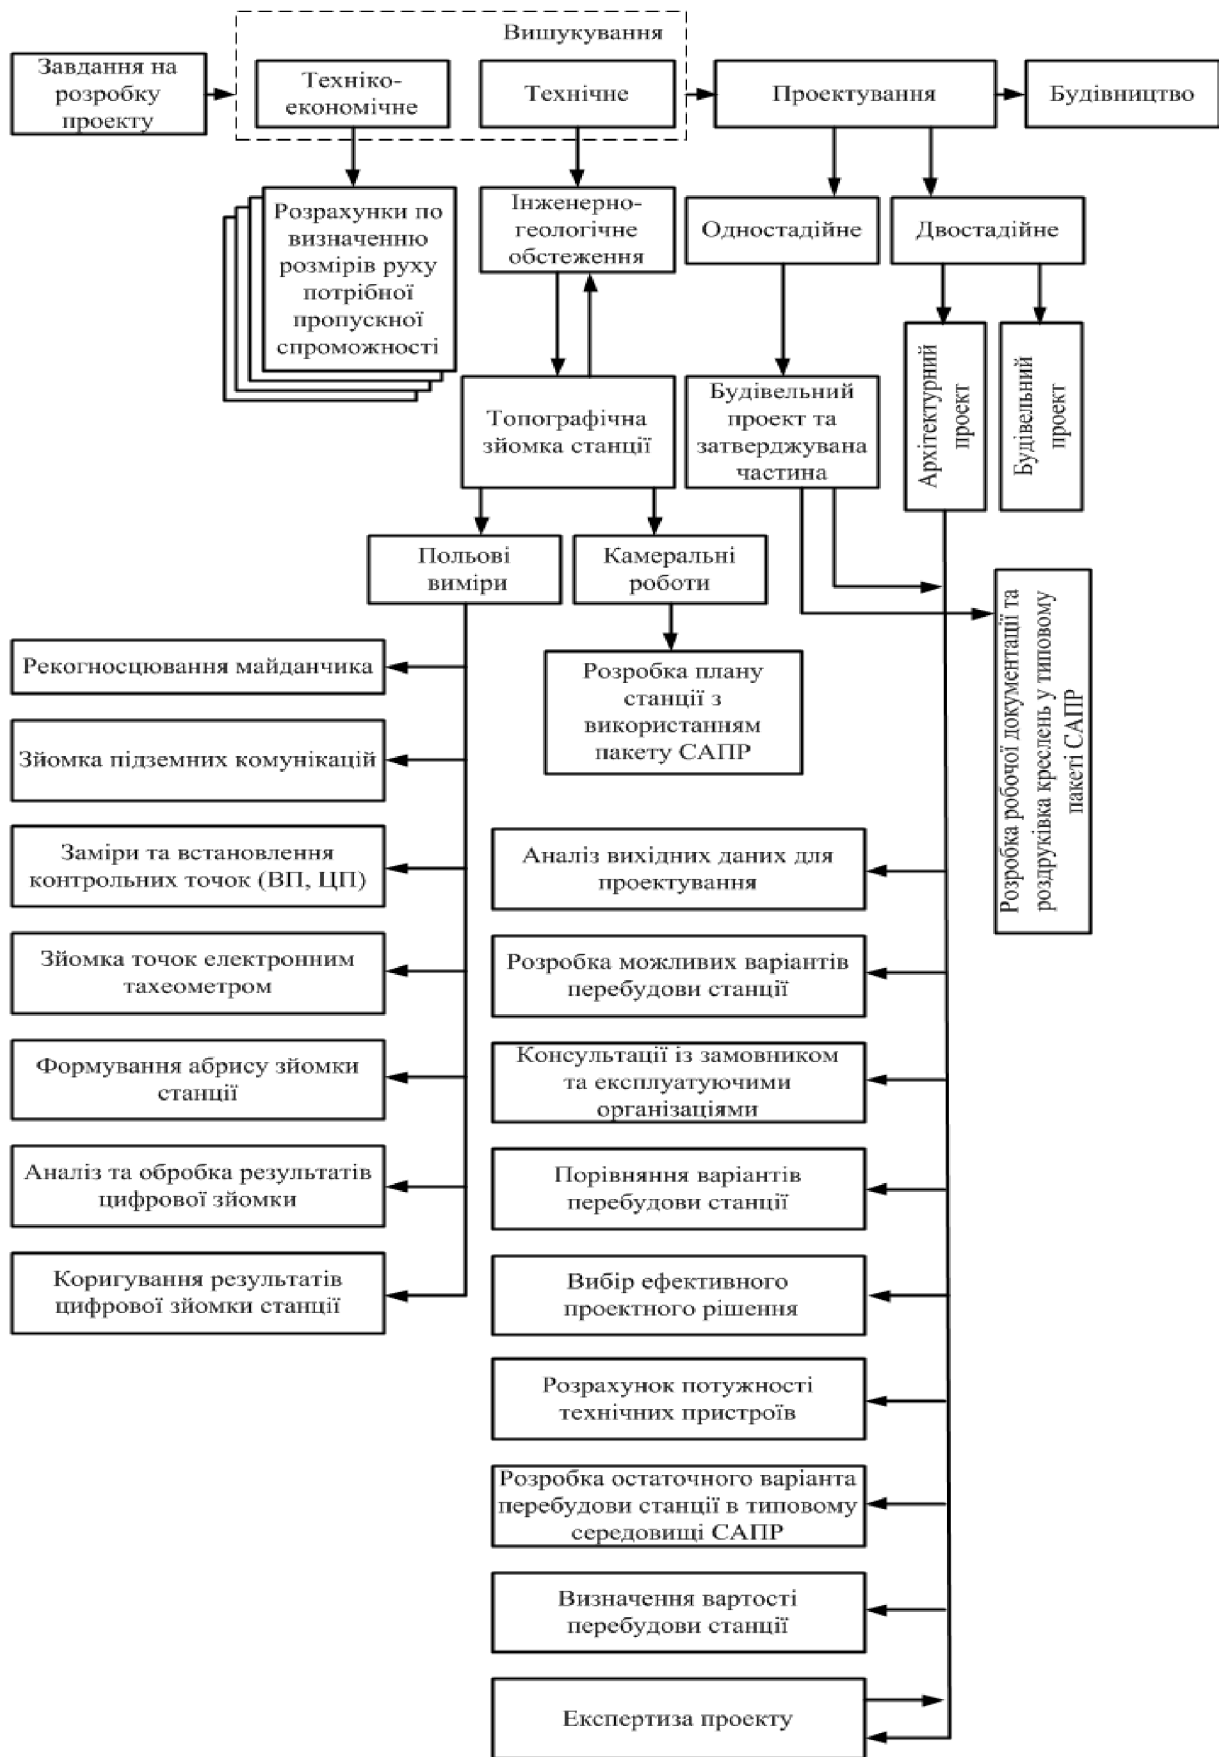 Вишукування
Завдання на
розробку
проекту
Техніко-
економічне
Технічне
Проектування
Будівництво
Розрахунки по
визначенню
розмірів руху
потрібної
пропускної
спроможності
Інженерно-
геологічне
обстеження
Одностадійне
Двостадійне
Топографічна
зйомка станції
Будівельний
проект та
затверджувана
частина
Архітектурний
проект
Будівельний
проект
Польові
виміри
Камеральні
роботи
Розробка робочої документації та
роздруківка креслень у типовому
пакеті САПР
Розробка плану
станції з
використанням
пакету САПР
Рекогносцювання майданчика
Зйомка підземних комунікацій
Заміри та встановлення
контрольних точок (ВП, ЦП)
Зйомка точок електронним
тахеометром
Формування абрису зйомки
станції
Аналіз та обробка результатів
цифрової зйомки
Коригування результатів
цифрової зйомки станції
Аналіз вихідних даних для
проектування
Розробка можливих варіантів
перебудови станції
Консультації із замовником
та експлуатуючими
організаціями
Порівняння варіантів
перебудови станції
Вибір ефективного
проектного рішення
Розрахунок потужності
технічних пристроїв
Розробка остаточного варіанта
перебудови станції в типовому
середовищі САПР
Визначення вартості
перебудови станції
Експертиза проекту